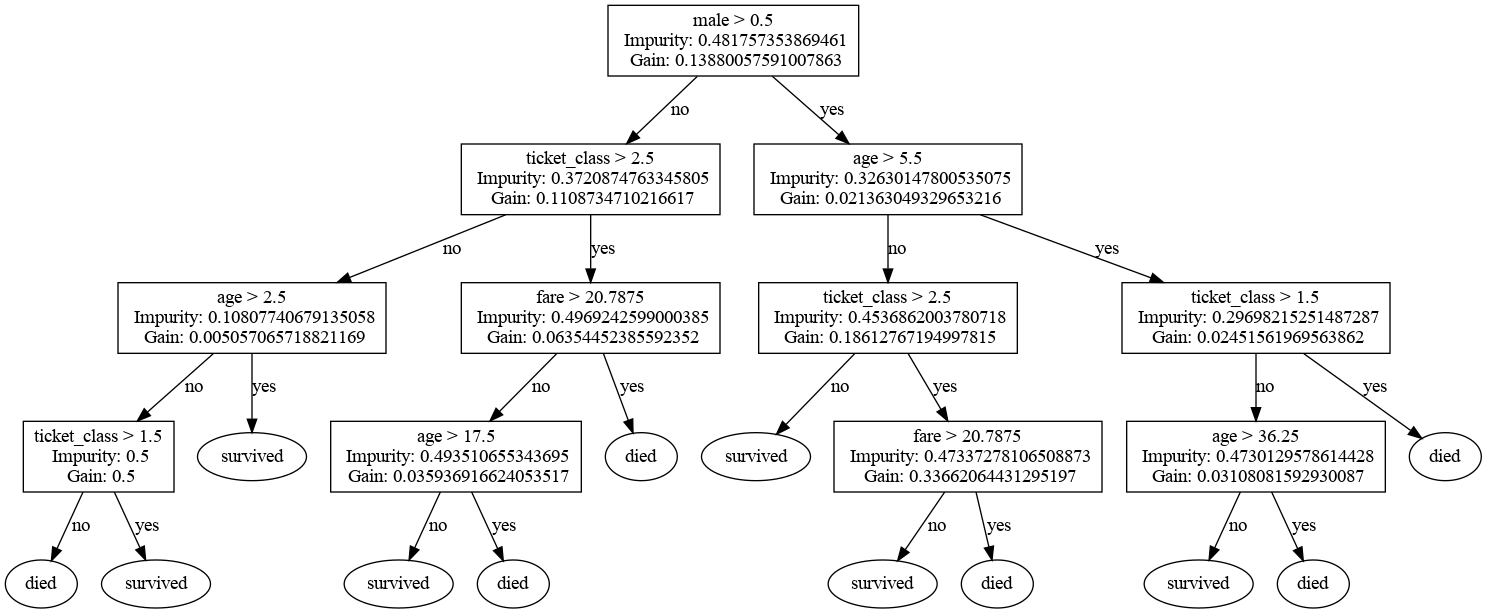 male > 0.5
Impurity: 0.481757353869461
Gain: 0.13880057591007863
no
yes
ticket_class > 2.5
Impurity: 0.3720874763345805
Gain: 0.1108734710216617
age > 5.5
Impurity: 0.32630147800535075
Gain: 0.021363049329653216
no
yes
no
yes
age > 2.5
Impurity: 0.10807740679135058
Gain: 0.005057065718821169
fare > 20.7875
Impurity: 0.4969242599000385
Gain: 0.06354452385592352
ticket_class > 2.5
Impurity: 0.4536862003780718
Gain: 0.18612767194997815
ticket_class > 1.5
Impurity: 0.29698215251487287
Gain: 0.02451561969563862
no
yes
no
yes
no
yes
no
yes
ticket_class > 1.5
Impurity: 0.5
Gain: 0.5
survived
age > 17.5
Impurity: 0.493510655343695
Gain: 0.035936916624053517
died
survived
fare > 20.7875
Impurity: 0.47337278106508873
Gain: 0.33662064431295197
age > 36.25
Impurity: 0.4730129578614428
Gain: 0.03108081592930087
died
no
yes
no
yes
no
yes
no
yes
died
survived
survived
died
survived
died
survived
died